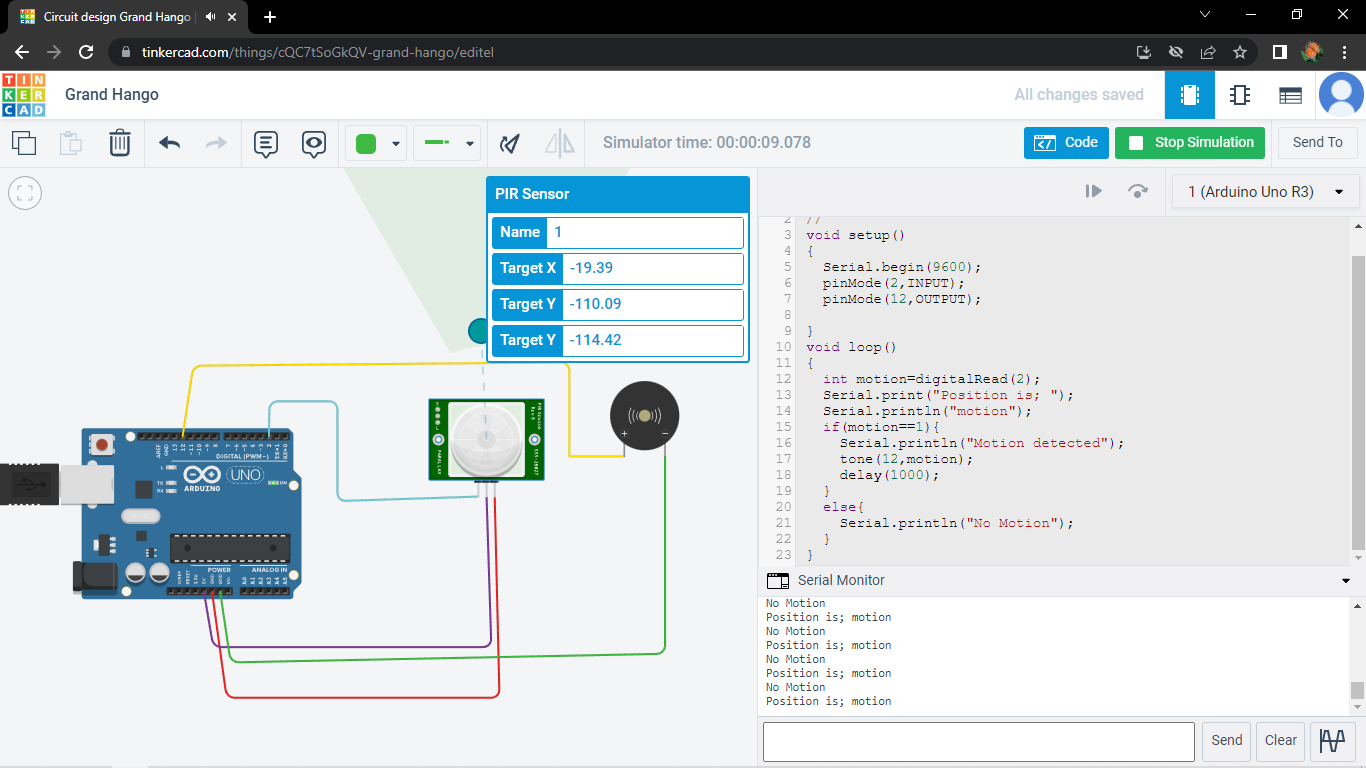 Circuit design Grand Hango
tinkercad.com/things/cQC7tSoGkQV-grand-hango/editel
TIN
KER
CAD
Grand Hango
All changes saved
Simulator time: 00:00:09.078
Code
Stop Simulation
Send To
1 (Arduino Uno R3)
PIR Sensor
Name 1
Target X -19.39
Target Y -110.09
Target Y -114.42
DIGITAL (PWM~)
UNO
ARDUINO
TX
RX
L
ON
POWER
ANALOG IN
2 //
3 void setup()
4 {
5 Serial.begin(9600);
6 pinMode(2,INPUT);
7 pinMode(12,OUTPUT);
8
9 }
10 void loop()
11 {
12 int motion=digitalRead(2);
13 Serial.print("Position is; ");
14 Serial.println("motion");
15 if(motion==1){
16 Serial.println("Motion detected");
17 tone(12,motion);
18 delay(1000);
19 }
20 else{
21 Serial.println("No Motion");
22 }
23 }
Serial Monitor
No Motion
Position is; motion
No Motion
Position is; motion
No Motion
Position is; motion
No Motion
Position is; motion
Send
Clear